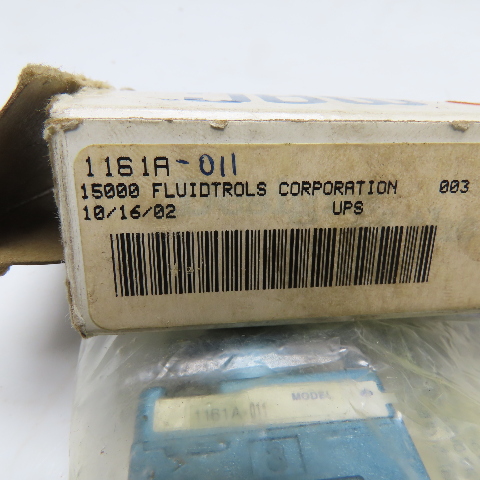 1161A-011
15000 FLUIDTROLS CORPORATION 003
10/16/02 UPS
MODEL
1161A-011